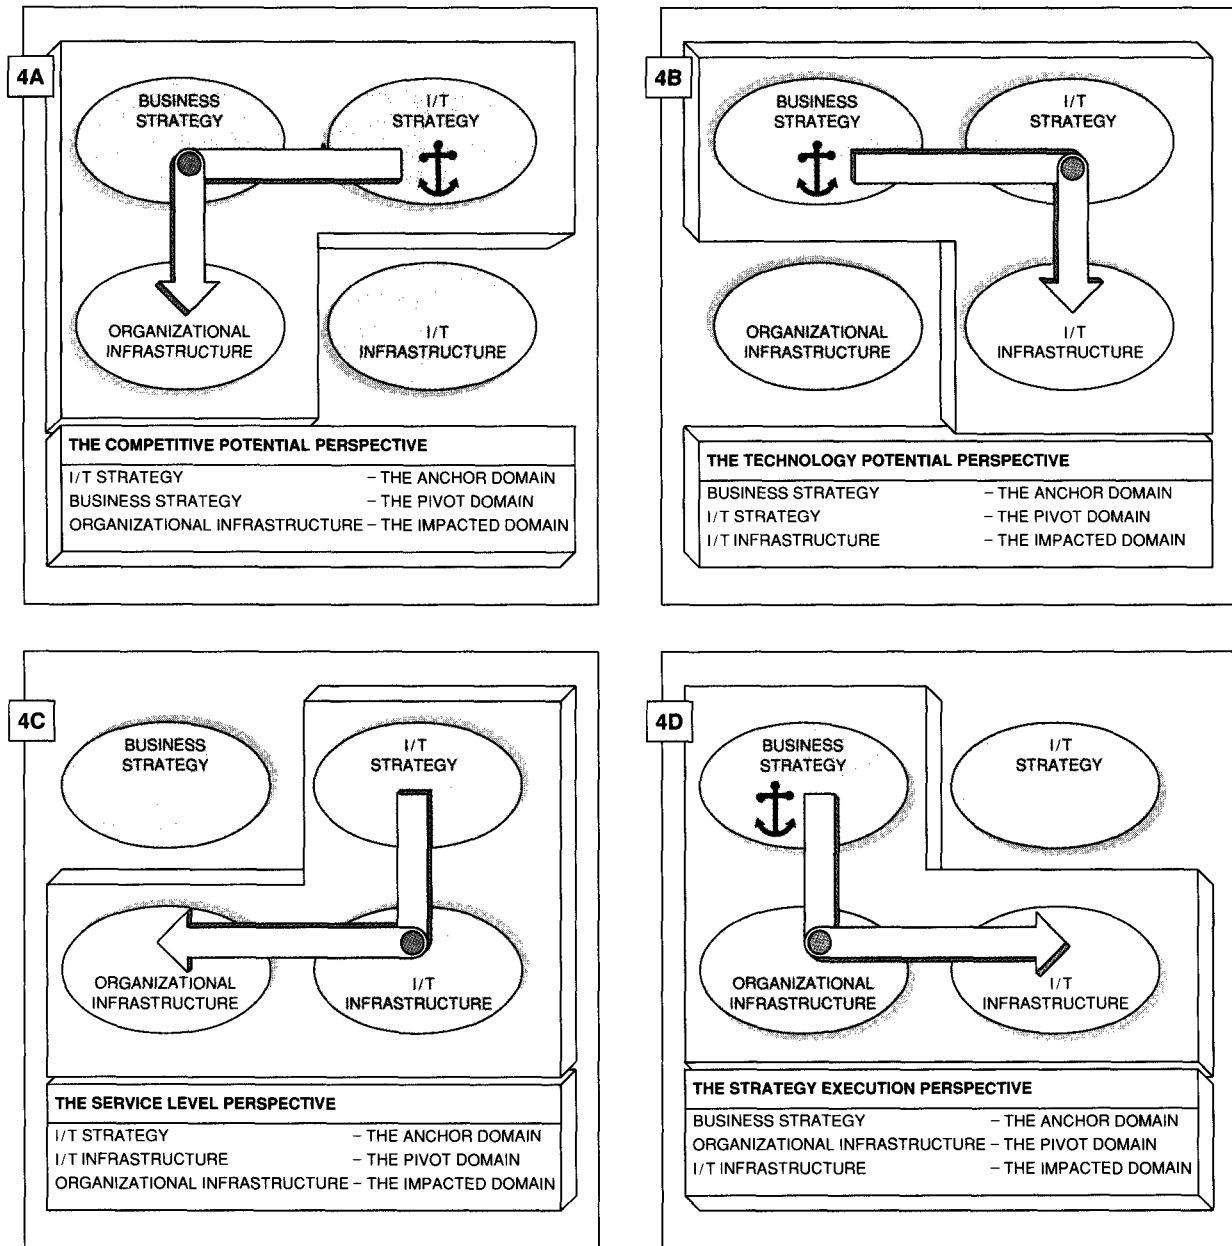 4A
BUSINESS
STRATEGY
I/T
STRATEGY
ORGANIZATIONAL
INFRASTRUCTURE
I/T
INFRASTRUCTURE
THE COMPETITIVE POTENTIAL PERSPECTIVE
I/T STRATEGY – THE ANCHOR DOMAIN
BUSINESS STRATEGY – THE PIVOT DOMAIN
ORGANIZATIONAL INFRASTRUCTURE – THE IMPACTED DOMAIN
4B
BUSINESS
STRATEGY
I/T
STRATEGY
ORGANIZATIONAL
INFRASTRUCTURE
I/T
INFRASTRUCTURE
THE TECHNOLOGY POTENTIAL PERSPECTIVE
BUSINESS STRATEGY – THE ANCHOR DOMAIN
I/T STRATEGY – THE PIVOT DOMAIN
I/T INFRASTRUCTURE – THE IMPACTED DOMAIN
4C
BUSINESS
STRATEGY
I/T
STRATEGY
ORGANIZATIONAL
INFRASTRUCTURE
I/T
INFRASTRUCTURE
THE SERVICE LEVEL PERSPECTIVE
I/T STRATEGY – THE ANCHOR DOMAIN
I/T INFRASTRUCTURE – THE PIVOT DOMAIN
ORGANIZATIONAL INFRASTRUCTURE – THE IMPACTED DOMAIN
4D
BUSINESS
STRATEGY
I/T
STRATEGY
ORGANIZATIONAL
INFRASTRUCTURE
I/T
INFRASTRUCTURE
THE STRATEGY EXECUTION PERSPECTIVE
BUSINESS STRATEGY – THE ANCHOR DOMAIN
ORGANIZATIONAL INFRASTRUCTURE – THE PIVOT DOMAIN
I/T INFRASTRUCTURE – THE IMPACTED DOMAIN